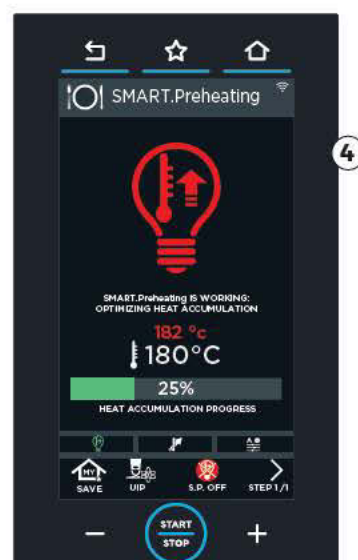 SMART.Preheating
4
SMART.Preheating IS WORKING:
OPTIMIZING HEAT ACCUMULATION
182 °c
180°C
25%
HEAT ACCUMULATION PROGRESS
MY
SAVE
UIP
S.P. OFF
STEP 1/1
START
STOP